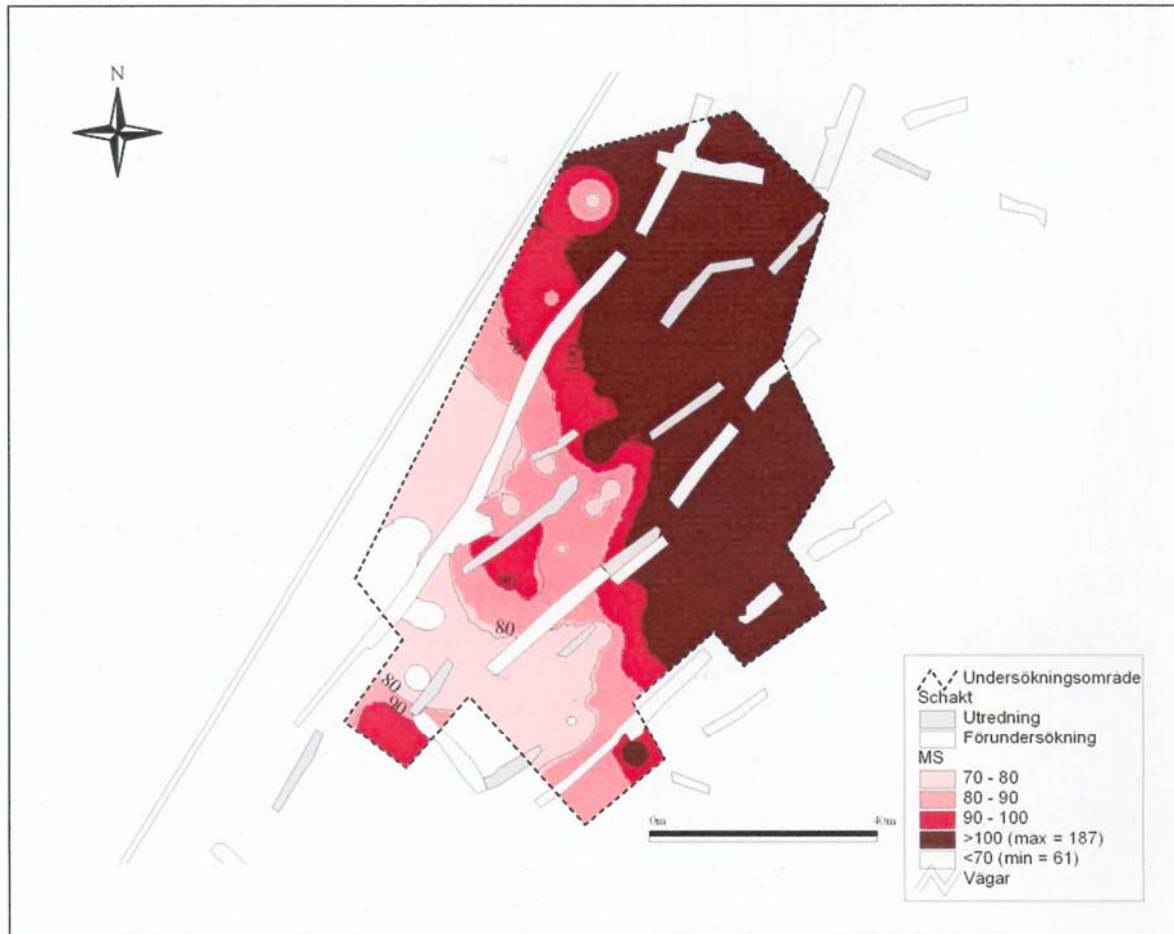 N
100
80
80
90
90
0m
40m
Undersökningsområde
Schakt
Utredning
Förundersökning
MS
70 - 80
80 - 90
90 - 100
>100 (max = 187)
<70 (min = 61)
Vägar